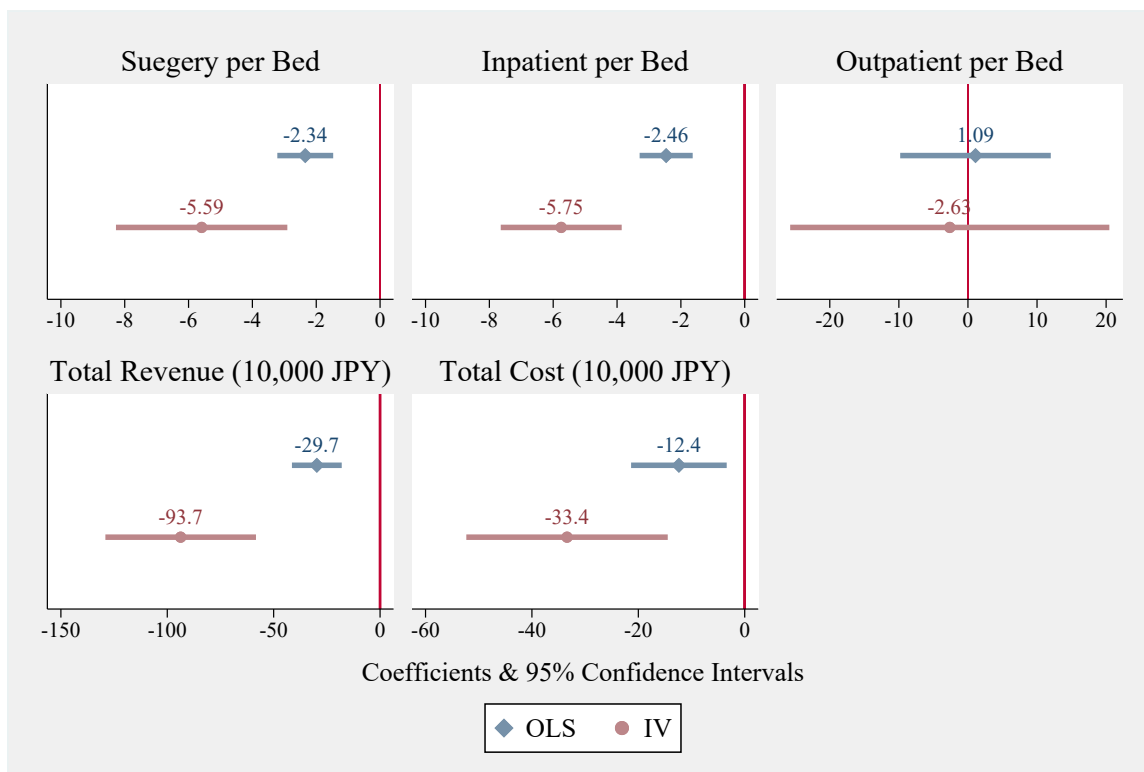 Suegery per Bed
-2.34
-5.59
-10 -8 -6 -4 -2 0
Inpatient per Bed
-2.46
-5.75
-10 -8 -6 -4 -2 0
Outpatient per Bed
1.09
-2.63
-20 -10 0 10 20
Total Revenue (10,000 JPY)
-29.7
-93.7
-150 -100 -50 0
Total Cost (10,000 JPY)
-12.4
-33.4
-60 -40 -20 0
Coefficients & 95% Confidence Intervals
OLS IV